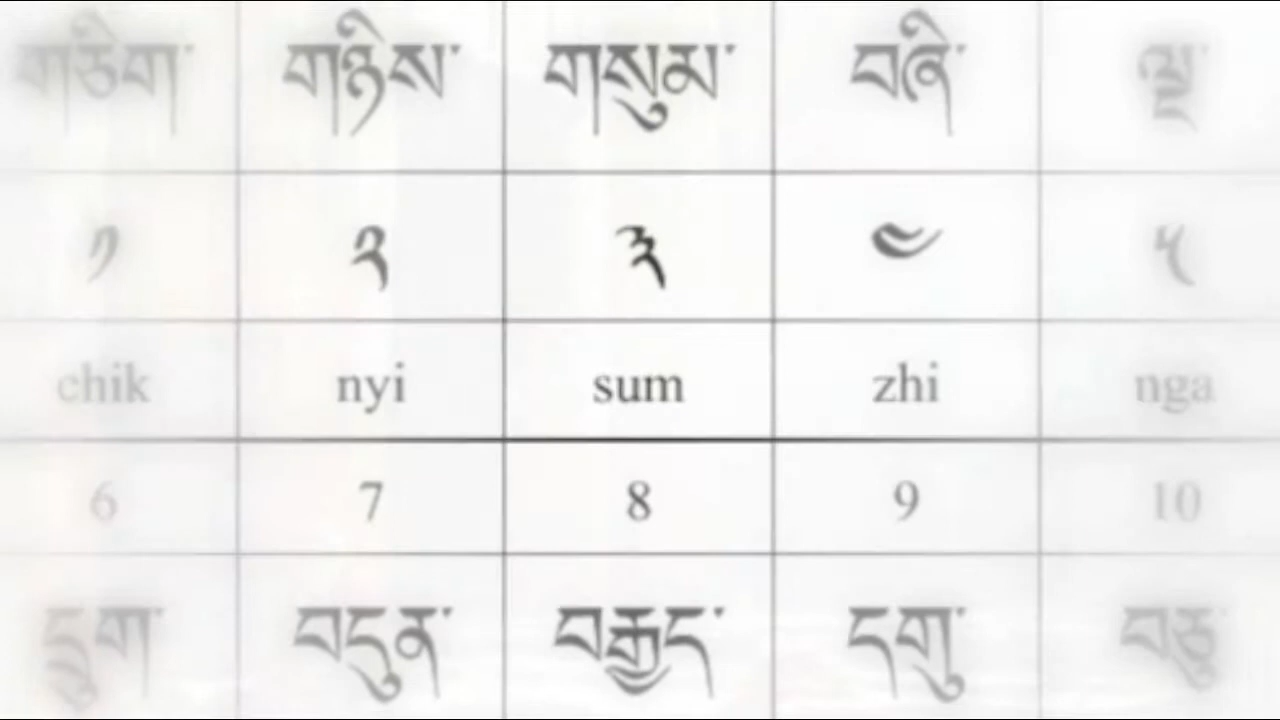 གཅིག་ གཉིས་ གསུམ་ བཞི་ ལྔ་
༡ ༢ ༣ ༤ ༥
chik nyi sum zhi nga
6 7 8 9 10
དྲུག་ བདུན་ བརྒྱད་ དགུ་ བཅུ་